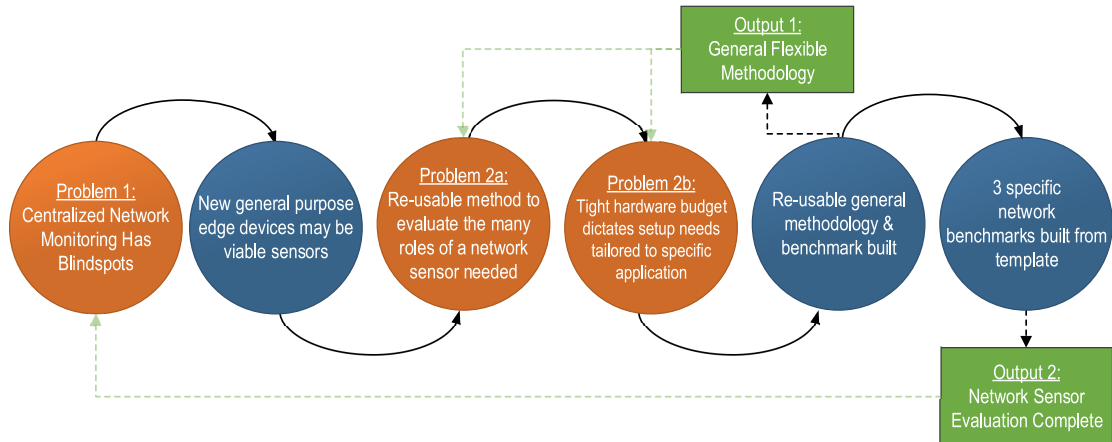 Output 1:
General Flexible
Methodology
Problem 1:
Centralized Network
Monitoring Has
Blindspots
New general purpose
edge devices may be
viable sensors
Problem 2a:
Re-usable method to
evaluate the many
roles of a network
sensor needed
Problem 2b:
Tight hardware budget
dictates setup needs
tailored to specific
application
Re-usable general
methodology &
benchmark built
3 specific
network
benchmarks built from
template
Output 2:
Network Sensor
Evaluation Complete